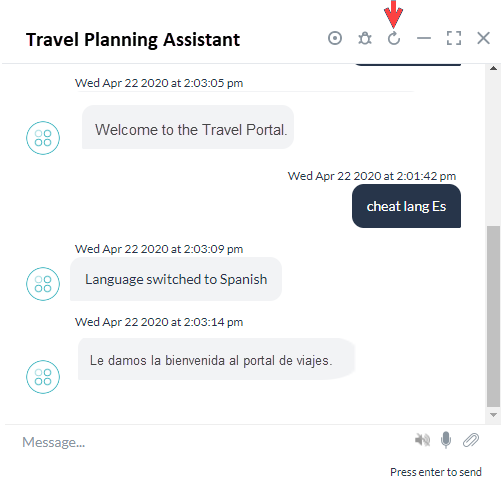 Travel Planning Assistant
Wed Apr 22 2020 at 2:03:05 pm
Welcome to the Travel Portal.
Wed Apr 22 2020 at 2:01:42 pm
cheat lang Es
Wed Apr 22 2020 at 2:03:09 pm
Language switched to Spanish
Wed Apr 22 2020 at 2:03:14 pm
Le damos la bienvenida al portal de viajes.
Message...
Press enter to send